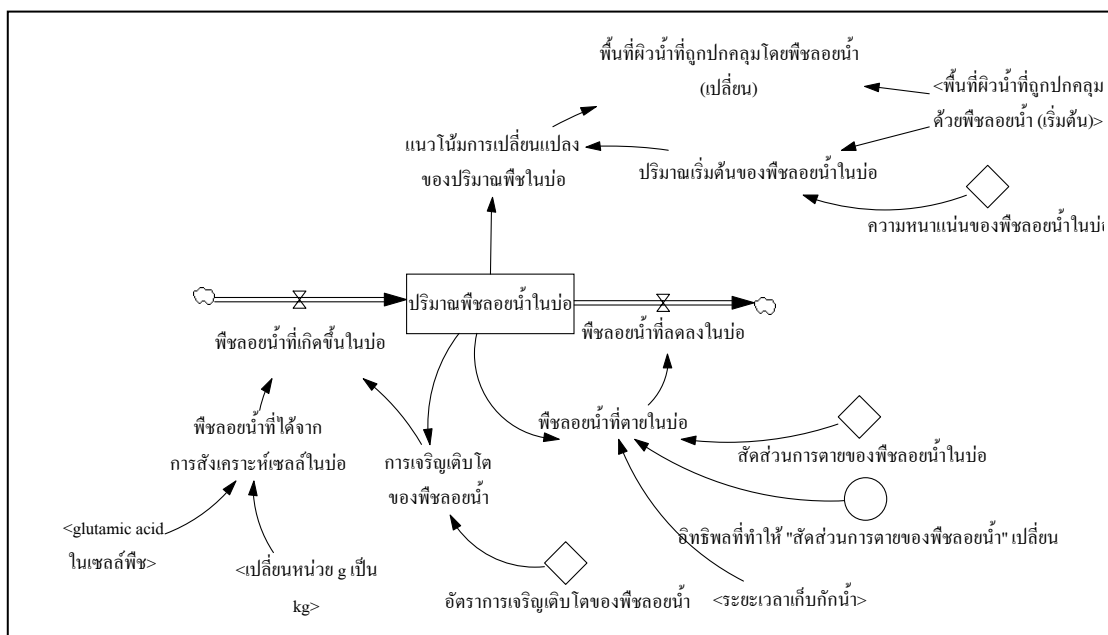 พื้นที่ผิวน้ำที่ถูกปกคลุมโดยพืชลอยน้ำ
(เปลี่ยน)
<พื้นที่ผิวน้ำที่ถูกปกคลุม
ด้วยพืชลอยน้ำ (เริ่มต้น)>
แนวโน้มการเปลี่ยนแปลง
ของปริมาณพืชในบ่อ
ปริมาณเริ่มต้นของพืชลอยน้ำในบ่อ
ความหนาแน่นของพืชลอยน้ำในบ่อ
ปริมาณพืชลอยน้ำในบ่อ
พืชลอยน้ำที่เกิดขึ้นในบ่อ
พืชลอยน้ำที่ลดลงในบ่อ
พืชลอยน้ำที่ได้จาก
การสังเคราะห์เซลล์ในบ่อ
การเจริญเติบโต
ของพืชลอยน้ำ
พืชลอยน้ำที่ตายในบ่อ
สัดส่วนการตายของพืชลอยน้ำในบ่อ
<glutamic acid
ในเซลล์พืช>
<เปลี่ยนหน่วย g เป็น
kg>
อิทธิพลที่ทำให้ "สัดส่วนการตายของพืชลอยน้ำ" เปลี่ยน
อัตราการเจริญเติบโตของพืชลอยน้ำ
<ระยะเวลาเก็บกักน้ำ>